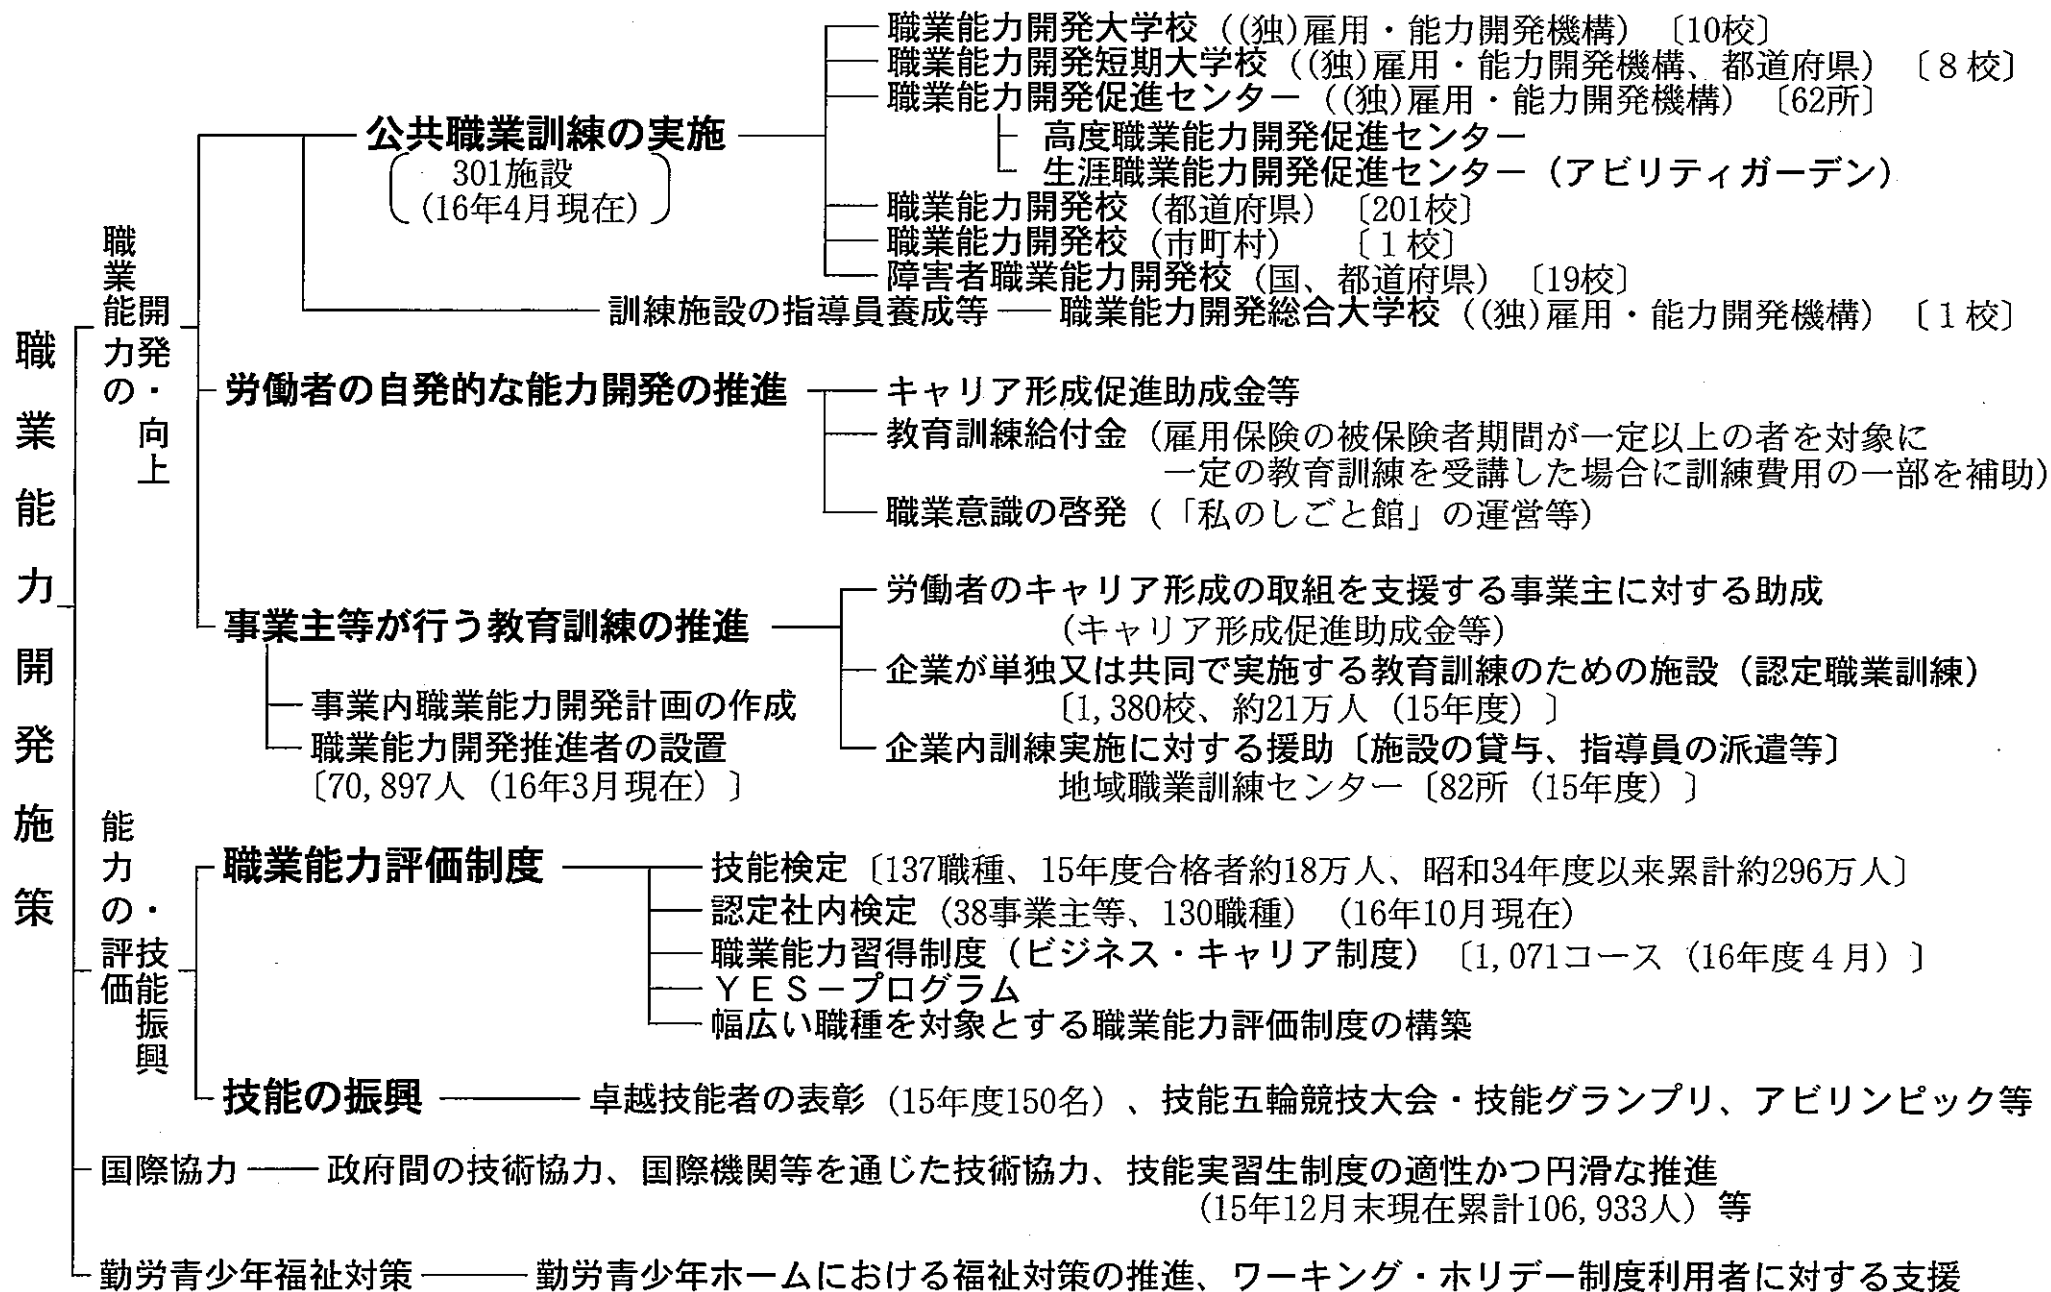 職業能力開発施策
職業能力の開発・向上
公共職業訓練の実施
301施設
(16年4月現在)
職業能力開発大学校 ((独)雇用・能力開発機構) 〔10校〕
職業能力開発短期大学校 ((独)雇用・能力開発機構、都道府県) 〔8校〕
職業能力開発促進センター ((独)雇用・能力開発機構) 〔62所〕
高度職業能力開発促進センター
生涯職業能力開発促進センター (アビリティガーデン)
職業能力開発校 (都道府県) 〔201校〕
職業能力開発校 (市町村) 〔1校〕
障害者職業能力開発校 (国、都道府県) 〔19校〕
訓練施設の指導員養成等 職業能力開発総合大学校 ((独)雇用・能力開発機構) 〔1校〕
労働者の自発的な能力開発の推進
キャリア形成促進助成金等
教育訓練給付金 (雇用保険の被保険者期間が一定以上の者を対象に
一定の教育訓練を受講した場合に訓練費用の一部を補助)
職業意識の啓発 (「私のしごと館」の運営等)
事業主等が行う教育訓練の推進
事業内職業能力開発計画の作成
職業能力開発推進者の設置
〔70,897人 (16年3月現在) 〕
労働者のキャリア形成の取組を支援する事業主に対する助成
(キャリア形成促進助成金等)
企業が単独又は共同で実施する教育訓練のための施設 (認定職業訓練)
〔1,380校、約21万人 (15年度) 〕
企業内訓練実施に対する援助〔施設の貸与、指導員の派遣等〕
地域職業訓練センター〔82所 (15年度) 〕
能力の評価・技能振興
職業能力評価制度
技能検定〔137職種、15年度合格者約18万人、昭和34年度以来累計約296万人〕
認定社内検定 (38事業主等、130職種) (16年10月現在)
職業能力習得制度 (ビジネス・キャリア制度) 〔1,071コース (16年度4月) 〕
YES-プログラム
幅広い職種を対象とする職業能力評価制度の構築
技能の振興 卓越技能者の表彰 (15年度150名) 、技能五輪競技大会・技能グランプリ、アビリンピック等
国際協力 政府間の技術協力、国際機関等を通じた技術協力、技能実習生制度の適性かつ円滑な推進
(15年12月末現在累計106,933人) 等
勤労青少年福祉対策 勤労青少年ホームにおける福祉対策の推進、ワーキング・ホリデー制度利用者に対する支援